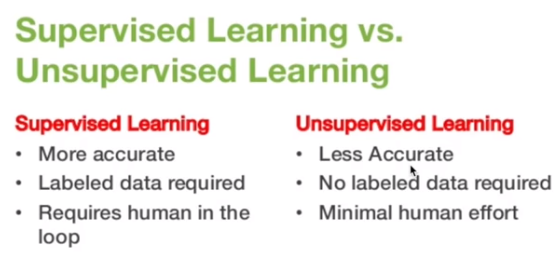 Supervised Learning vs.
Unsupervised Learning
Supervised Learning
• More accurate
• Labeled data required
• Requires human in the
loop
Unsupervised Learning
• Less Accurate
• No labeled data required
• Minimal human effort